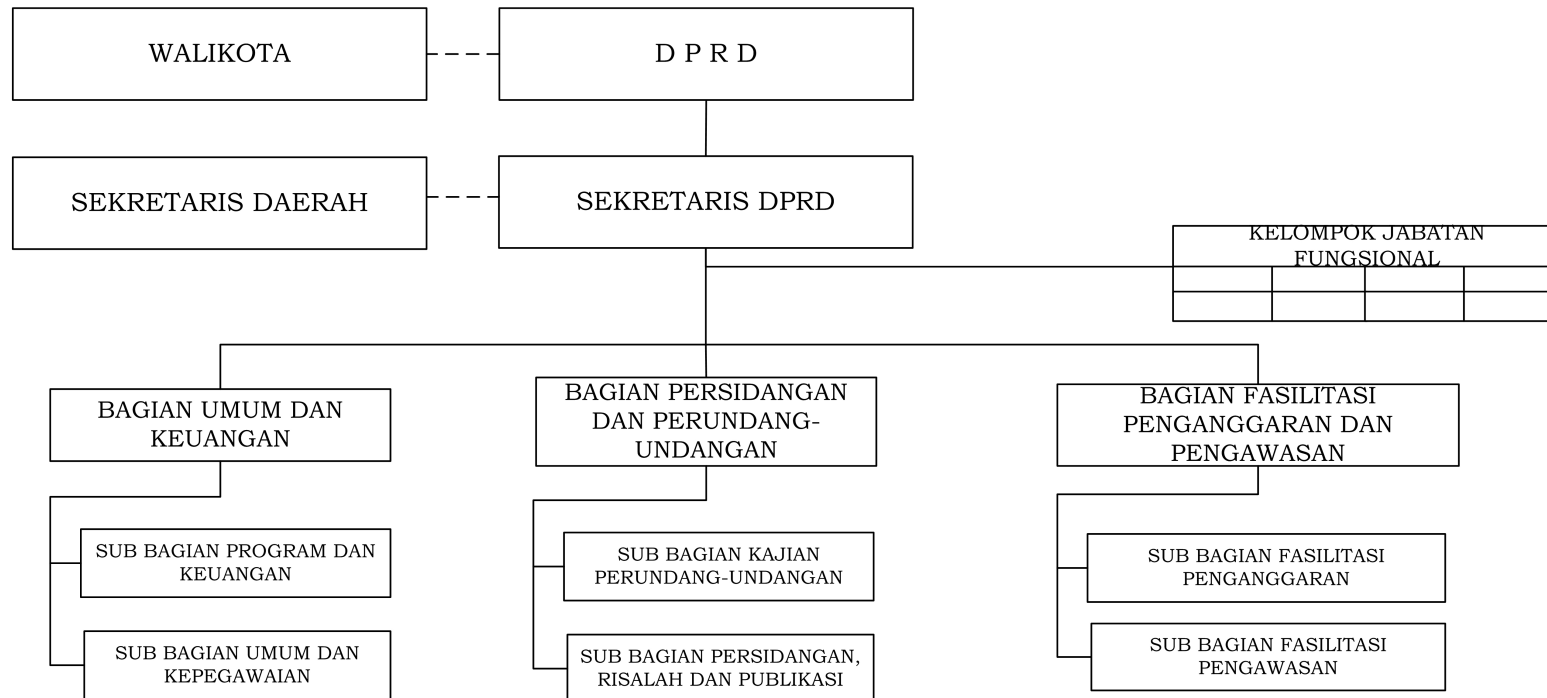 WALIKOTA
D P R D
SEKRETARIS DAERAH
SEKRETARIS DPRD
KELOMPOK JABATAN
FUNGSIONAL
BAGIAN UMUM DAN
KEUANGAN
BAGIAN PERSIDANGAN
DAN PERUNDANG-
UNDANGAN
BAGIAN FASILITASI
PENGANGGARAN DAN
PENGAWASAN
SUB BAGIAN PROGRAM DAN
KEUANGAN
SUB BAGIAN KAJIAN
PERUNDANG-UNDANGAN
SUB BAGIAN FASILITASI
PENGANGGARAN
SUB BAGIAN UMUM DAN
KEPEGAWAIAN
SUB BAGIAN PERSIDANGAN,
RISALAH DAN PUBLIKASI
SUB BAGIAN FASILITASI
PENGAWASAN